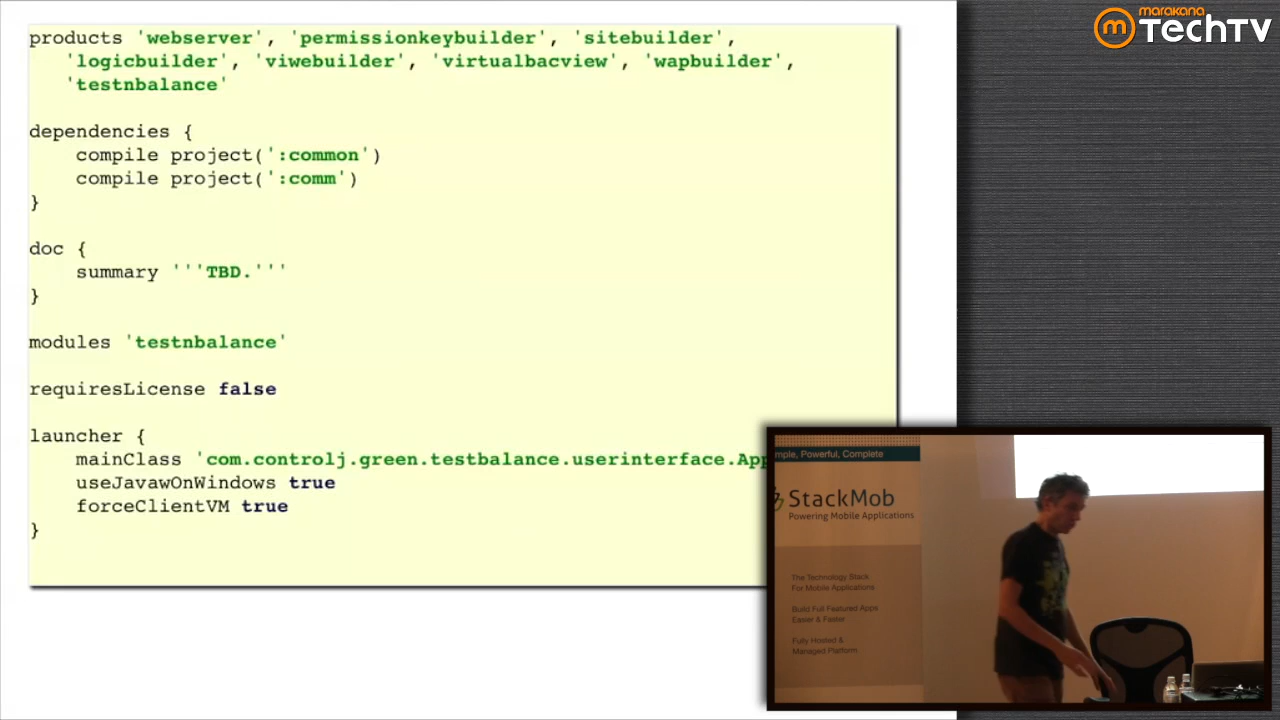 products 'webserver', 'permissionkeybuilder', 'sitebuilder',
'logicbuilder', 'viwebuilder', 'virtualbacview', 'wapbuilder',
'testnbalance'
dependencies {
compile project(':common')
compile project(':comm')
}
doc {
summary '''TBD.'''
}
modules 'testnbalance'
requiresLicense false
launcher {
mainClass 'com.controlj.green.testbalance.userinterface.App
useJavawOnWindows true
forceClientVM true
}
marakana
m TechTV
mple, Powerful, Complete
StackMob
Powering Mobile Applications
The Technology Stack
For Mobile Applications
Build Full Featured Apps
Easier & Faster
Fully Hosted &
Managed Platform